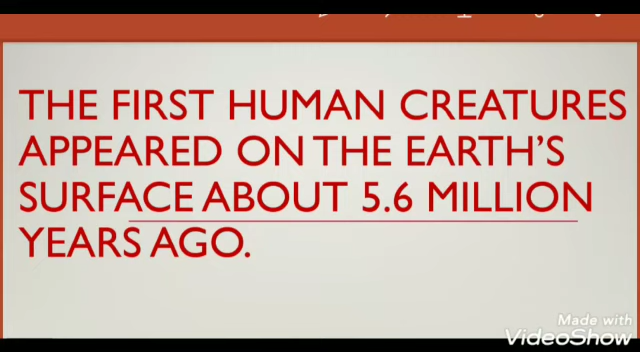 THE FIRST HUMAN CREATURES
APPEARED ON THE EARTH'S
SURFACE ABOUT 5.6 MILLION
YEARS AGO.
Made with
VideoShow